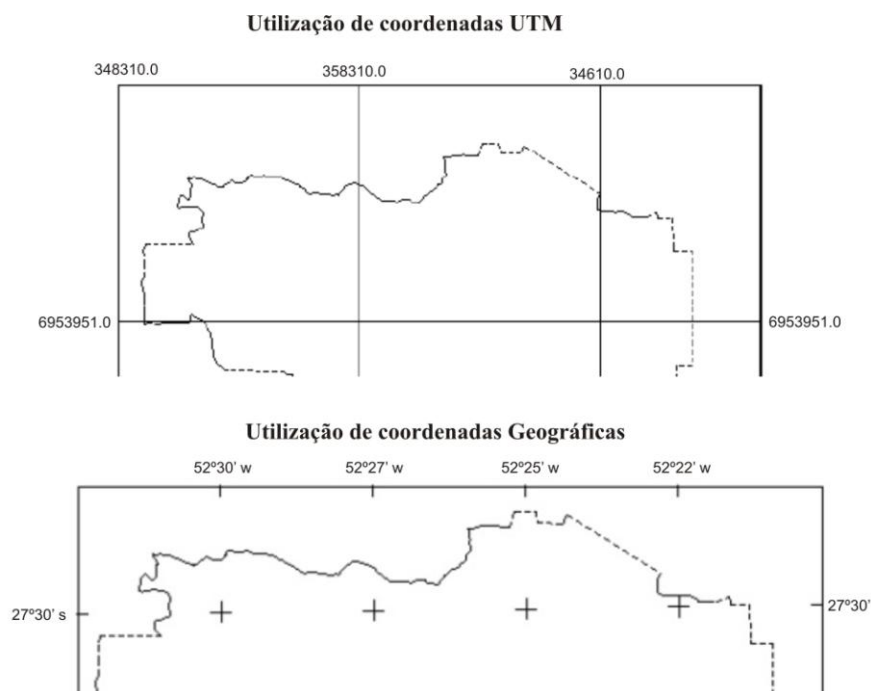 Utilização de coordenadas UTM
348310.0 358310.0 34610.0
6953951.0 6953951.0
Utilização de coordenadas Geográficas
52º30' w 52º27' w 52º25' w 52º22' w
27º30' s 27º30'